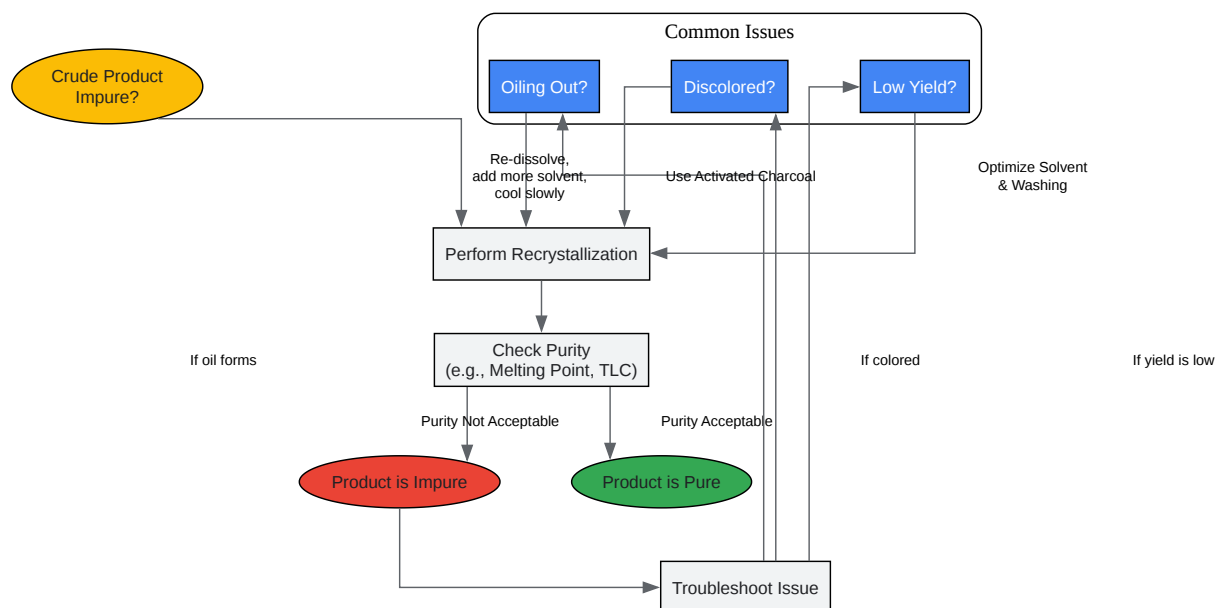 Common Issues
Crude Product
Impure?
Oiling Out?
Discolored?
Low Yield?
Re-dissolve,
add more solvent,
cool slowly
Use Activated Charcoal
Optimize Solvent
& Washing
Perform Recrystallization
If oil forms
Check Purity
(e.g., Melting Point, TLC)
If colored
If yield is low
Purity Not Acceptable
Purity Acceptable
Product is Impure
Product is Pure
Troubleshoot Issue